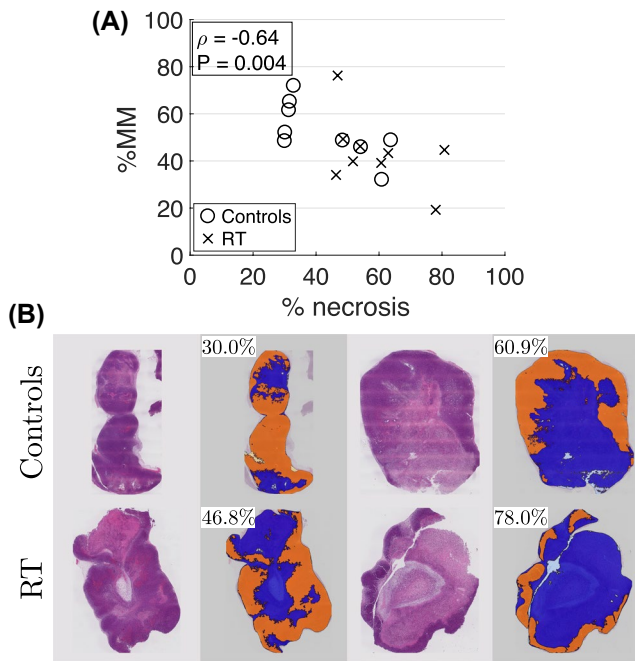 (A)
ρ = -0.64
P = 0.004
100
80
60
40
20
0
%MM
Controls
RT
0 20 40 60 80 100
% necrosis
(B)
Controls
30.0%
60.9%
RT
46.8%
78.0%